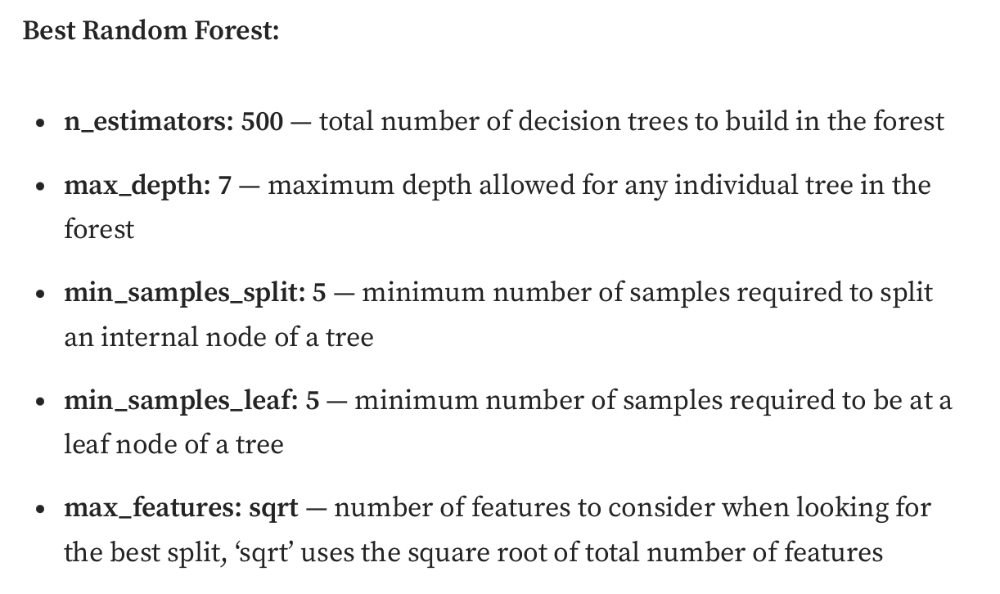 Best Random Forest:
• n_estimators: 500 — total number of decision trees to build in the forest
• max_depth: 7 — maximum depth allowed for any individual tree in the
forest
• min_samples_split: 5 — minimum number of samples required to split
an internal node of a tree
• min_samples_leaf: 5 — minimum number of samples required to be at a
leaf node of a tree
• max_features: sqrt — number of features to consider when looking for
the best split, ‘sqrt’ uses the square root of total number of features